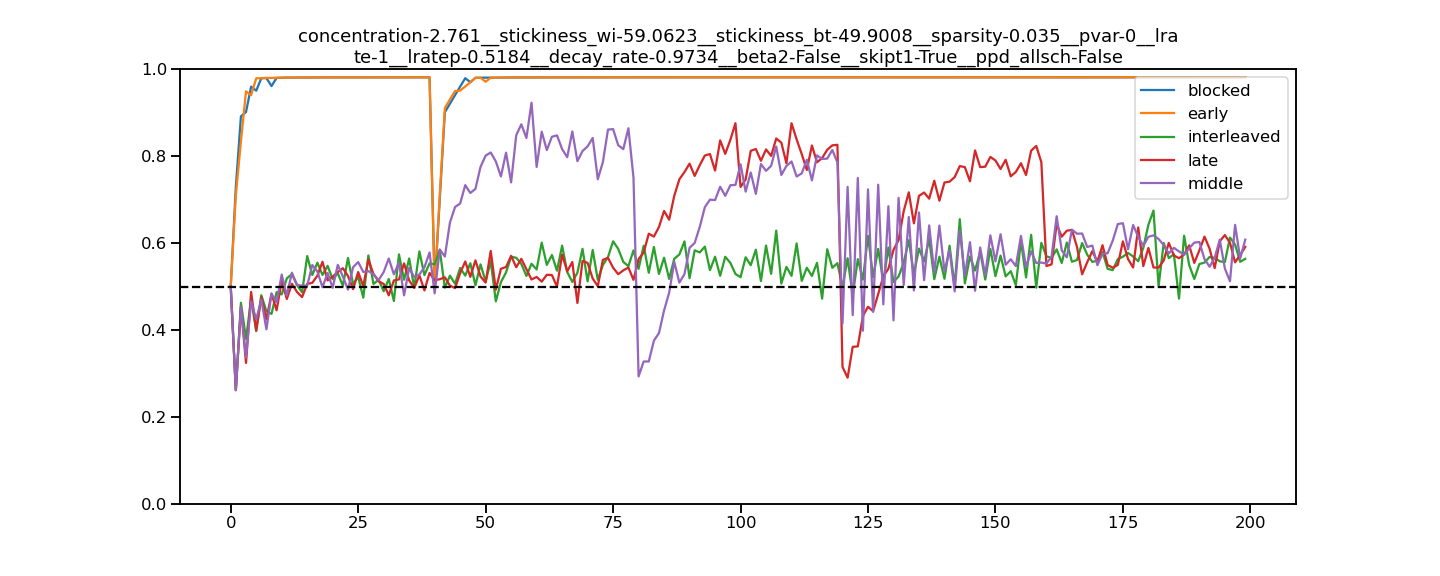 concentration-2.761__stickiness_wi-59.0623__stickiness_bt-49.9008__sparsity-0.035__pvar-0__lra
te-1__lratep-0.5184__decay_rate-0.9734__beta2-False__skipt1-True__ppd_allsch-False
1.0
0.8
0.6
0.4
0.2
0.0
blocked
early
interleaved
late
middle
0 25 50 75 100 125 150 175 200